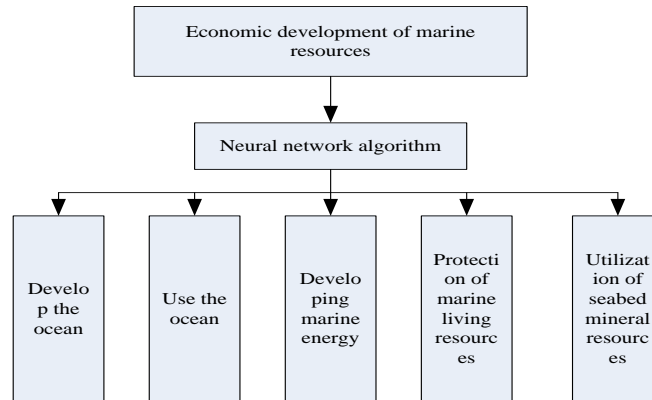 Economic development of marine
resources
Neural network algorithm
Develo
p the
ocean
Use the
ocean
Develo
ping
marine
energy
Protecti
on of
marine
living
resourc
es
Utilizat
ion of
seabed
mineral
resourc
es